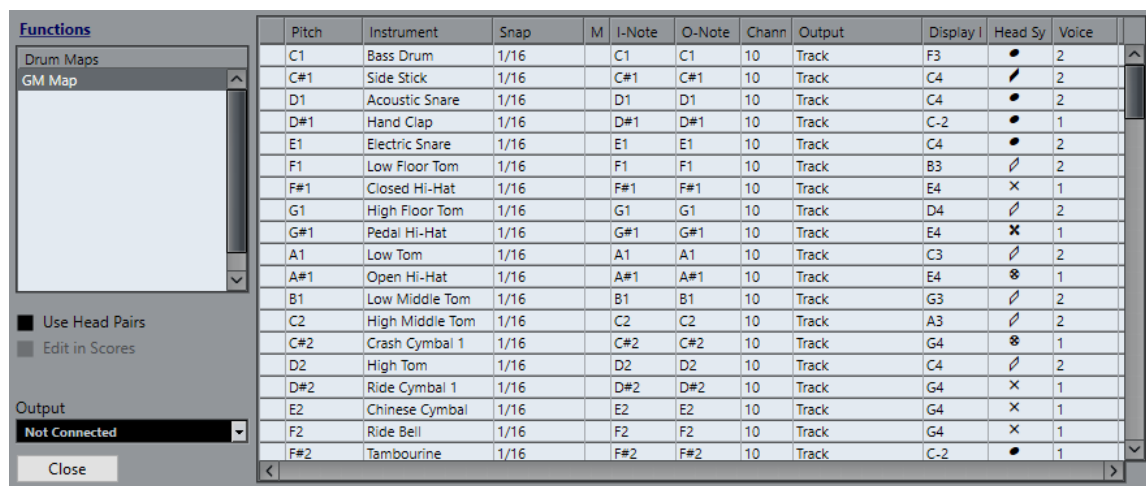 Functions
Drum Maps
GM Map
Use Head Pairs
Edit in Scores
Output
Not Connected
Close
Pitch Instrument Snap M I-Note O-Note Chann Output Display I Head Sy Voice
C1 Bass Drum 1/16 C1 C1 10 Track F3 2
C#1 Side Stick 1/16 C#1 C#1 10 Track C4 2
D1 Acoustic Snare 1/16 D1 D1 10 Track C4 2
D#1 Hand Clap 1/16 D#1 D#1 10 Track C-2 1
E1 Electric Snare 1/16 E1 E1 10 Track C4 2
F1 Low Floor Tom 1/16 F1 F1 10 Track B3 2
F#1 Closed Hi-Hat 1/16 F#1 F#1 10 Track E4 1
G1 High Floor Tom 1/16 G1 G1 10 Track D4 2
G#1 Pedal Hi-Hat 1/16 G#1 G#1 10 Track E4 1
A1 Low Tom 1/16 A1 A1 10 Track C3 2
A#1 Open Hi-Hat 1/16 A#1 A#1 10 Track E4 1
B1 Low Middle Tom 1/16 B1 B1 10 Track G3 2
C2 High Middle Tom 1/16 C2 C2 10 Track A3 2
C#2 Crash Cymbal 1 1/16 C#2 C#2 10 Track G4 1
D2 High Tom 1/16 D2 D2 10 Track C4 2
D#2 Ride Cymbal 1 1/16 D#2 D#2 10 Track G4 1
E2 Chinese Cymbal 1/16 E2 E2 10 Track G4 1
F2 Ride Bell 1/16 F2 F2 10 Track G4 1
F#2 Tambourine 1/16 F#2 F#2 10 Track C-2 1